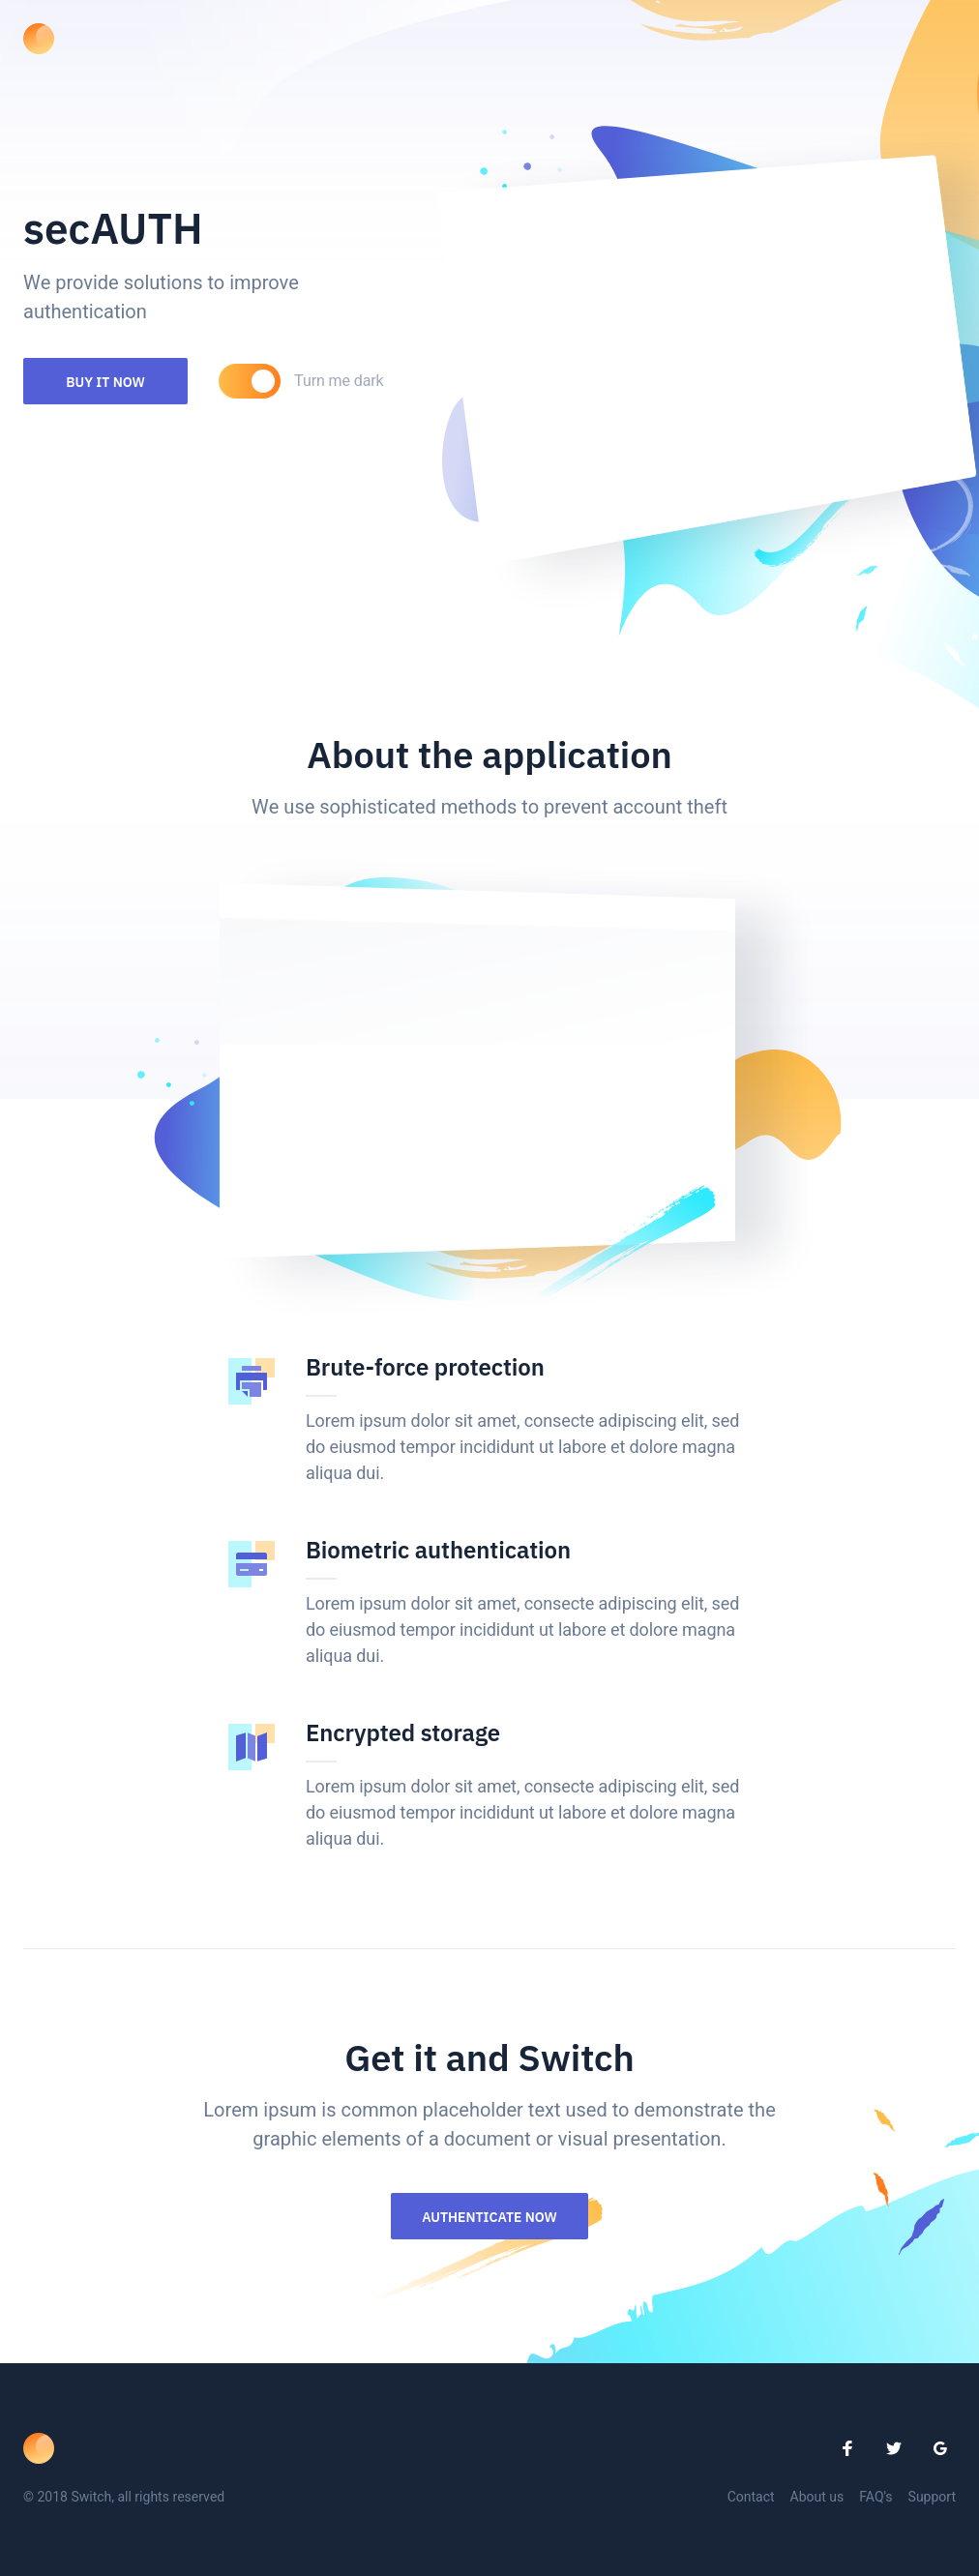 secAUTH
We provide solutions to improve
authentication
BUY IT NOW
Turn me dark
About the application
We use sophisticated methods to prevent account theft
Brute-force protection
Lorem ipsum dolor sit amet, consecte adipiscing elit, sed
do eiusmod tempor incididunt ut labore et dolore magna
aliqua dui.
Biometric authentication
Lorem ipsum dolor sit amet, consecte adipiscing elit, sed
do eiusmod tempor incididunt ut labore et dolore magna
aliqua dui.
Encrypted storage
Lorem ipsum dolor sit amet, consecte adipiscing elit, sed
do eiusmod tempor incididunt ut labore et dolore magna
aliqua dui.
Get it and Switch
Lorem ipsum is common placeholder text used to demonstrate the
graphic elements of a document or visual presentation.
AUTHENTICATE NOW
© 2018 Switch, all rights reserved
Contact About us FAQ's Support